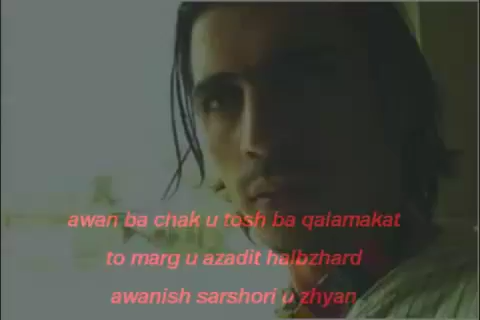 awan ba chak u tosh ba qalamakat
to marg u azadit halbzhard
awanish sarshori u zhyan